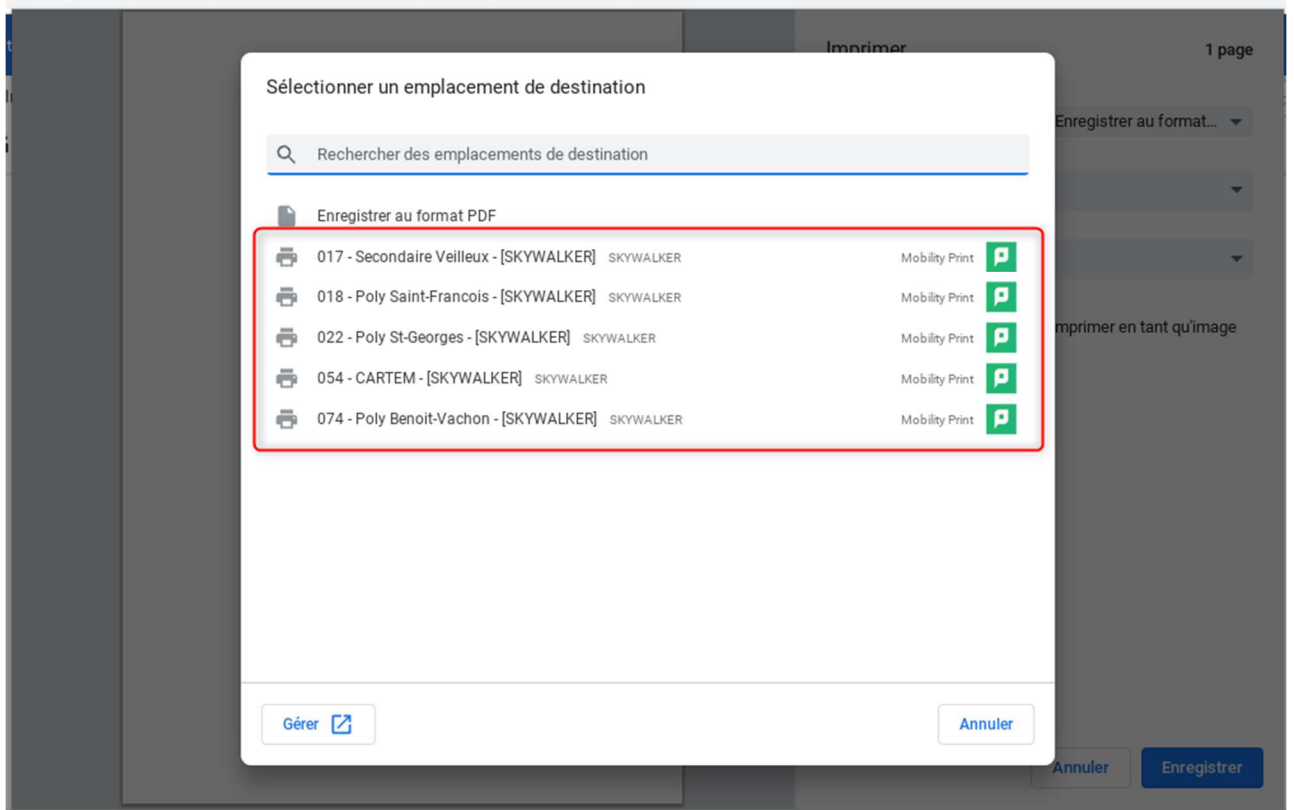 Imprimer
1 page
Sélectionner un emplacement de destination
Enregistrer au format...
Rechercher des emplacements de destination
Enregistrer au format PDF
017 - Secondaire Veilleux - [SKYWALKER] SKYWALKER Mobility Print
018 - Poly Saint-Francois - [SKYWALKER] SKYWALKER Mobility Print
022 - Poly St-Georges - [SKYWALKER] SKYWALKER Mobility Print
mprimer en tant qu'image
054 - CARTEM - [SKYWALKER] SKYWALKER Mobility Print
074 - Poly Benoit-Vachon - [SKYWALKER] SKYWALKER Mobility Print
Gérer
Annuler
Annuler
Enregistrer